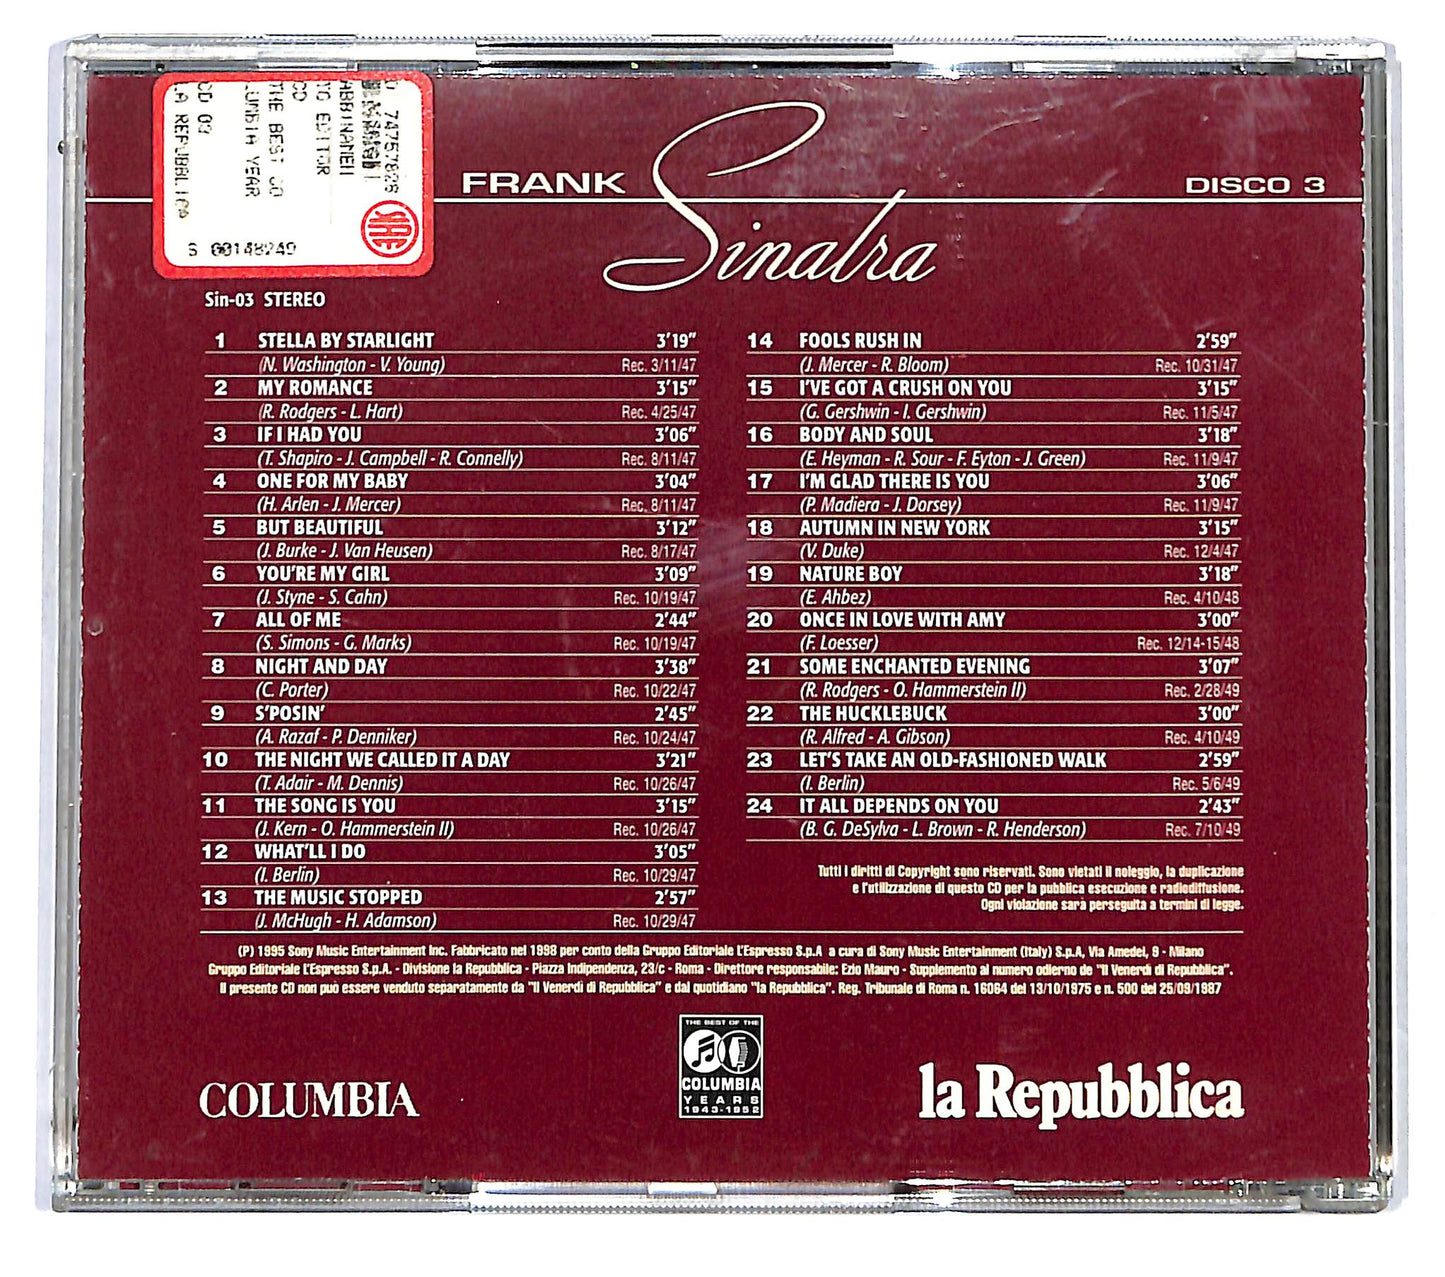 FRANK Sinatra
DISCO 3
74757828
ABBINAMEN
TO EDITOR
CD
THE BEST CO
LUMBIA YEAR
CD 03
LA REPUBBLICA
S 00148249
SIAE
Sin-03 STEREO
1 STELLA BY STARLIGHT 3'19"
(N. Washington - V. Young) Rec. 3/11/47
2 MY ROMANCE 3'15"
(R. Rodgers - L. Hart) Rec. 4/25/47
3 IF I HAD YOU 3'06"
(T. Shapiro - J. Campbell - R. Connelly) Rec. 8/11/47
4 ONE FOR MY BABY 3'04"
(H. Arlen - J. Mercer) Rec. 8/11/47
5 BUT BEAUTIFUL 3'12"
(J. Burke - J. Van Heusen) Rec. 8/17/47
6 YOU'RE MY GIRL 3'09"
(J. Styne - S. Cahn) Rec. 10/19/47
7 ALL OF ME 2'44"
(S. Simons - G. Marks) Rec. 10/19/47
8 NIGHT AND DAY 3'38"
(C. Porter) Rec. 10/22/47
9 S'POSIN' 2'45"
(A. Razaf - P. Denniker) Rec. 10/24/47
10 THE NIGHT WE CALLED IT A DAY 3'21"
(T. Adair - M. Dennis) Rec. 10/26/47
11 THE SONG IS YOU 3'15"
(J. Kern - O. Hammerstein II) Rec. 10/26/47
12 WHAT'LL I DO 3'05"
(I. Berlin) Rec. 10/29/47
13 THE MUSIC STOPPED 2'57"
(J. McHugh - H. Adamson) Rec. 10/29/47
14 FOOLS RUSH IN 2'59"
(J. Mercer - R. Bloom) Rec. 10/31/47
15 I'VE GOT A CRUSH ON YOU 3'15"
(G. Gershwin - I. Gershwin) Rec. 11/5/47
16 BODY AND SOUL 3'18"
(E. Heyman - R. Sour - F. Eyton - J. Green) Rec. 11/9/47
17 I'M GLAD THERE IS YOU 3'06"
(P. Madiera - J. Dorsey) Rec. 11/9/47
18 AUTUMN IN NEW YORK 3'15"
(V. Duke) Rec. 12/4/47
19 NATURE BOY 3'18"
(E. Ahbez) Rec. 4/10/48
20 ONCE IN LOVE WITH AMY 3'00"
(F. Loesser) Rec. 12/14-15/48
21 SOME ENCHANTED EVENING 3'07"
(R. Rodgers - O. Hammerstein II) Rec. 2/28/49
22 THE HUCKLEBUCK 3'00"
(R. Alfred - A. Gibson) Rec. 4/10/49
23 LET'S TAKE AN OLD-FASHIONED WALK 2'59"
(I. Berlin) Rec. 5/6/49
24 IT ALL DEPENDS ON YOU 2'43"
(B. G. DeSylva - L. Brown - R. Henderson) Rec. 7/10/49
Tutti i diritti di Copyright sono riservati. Sono vietati il noleggio, la duplicazione
e l'utilizzazione di questo CD per la pubblica esecuzione e radiodiffusione.
Ogni violazione sarà perseguita a termini di legge.
(P) 1995 Sony Music Entertainment Inc. Fabbricato nel 1998 per conto della Gruppo Editoriale L'Espresso S.p.A a cura di Sony Music Entertainment (Italy) S.p.A, Via Amedei, 9 - Milano
Gruppo Editoriale L'Espresso S.p.A. - Divisione la Repubblica - Piazza Indipendenza, 23/c - Roma - Direttore responsabile: Ezio Mauro - Supplemento al numero odierno de "Il Venerdì di Repubblica".
Il presente CD non può essere venduto separatamente da "Il Venerdì di Repubblica" e dal quotidiano "la Repubblica". Reg. Tribunale di Roma n. 16064 del 13/10/1975 e n. 500 del 25/09/1987
COLUMBIA
THE BEST OF THE
COLUMBIA
YEARS
1943-1952
la Repubblica